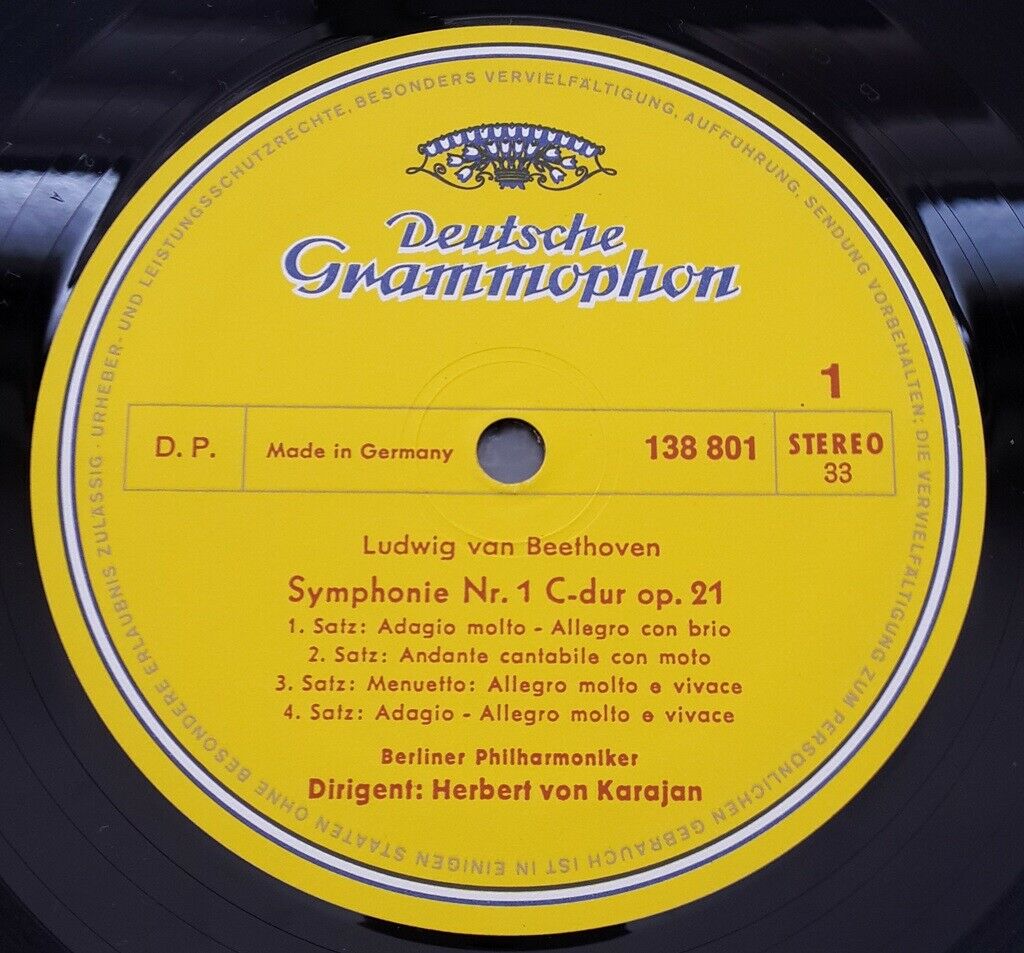 URHEBER- UND LEISTUNGSSCHUTZRECHTE, BESONDERS VERVIELFÄLTIGUNG, AUFFÜHRUNG, SENDUNG VORBEHALTEN; DIE VERVIELFÄLTIGUNG ZUM PERSÖNLICHEN GEBRAUCH IST IN EINIGEN STAATEN OHNE BESONDERE ERLAUBNIS ZULÄSSIG ·
Deutsche
Grammophon
1
D. P. Made in Germany 138 801 STEREO
33
Ludwig van Beethoven
Symphonie Nr. 1 C-dur op. 21
1. Satz: Adagio molto - Allegro con brio
2. Satz: Andante cantabile con moto
3. Satz: Menuetto: Allegro molto e vivace
4. Satz: Adagio - Allegro molto e vivace
Berliner Philharmoniker
Dirigent: Herbert von Karajan